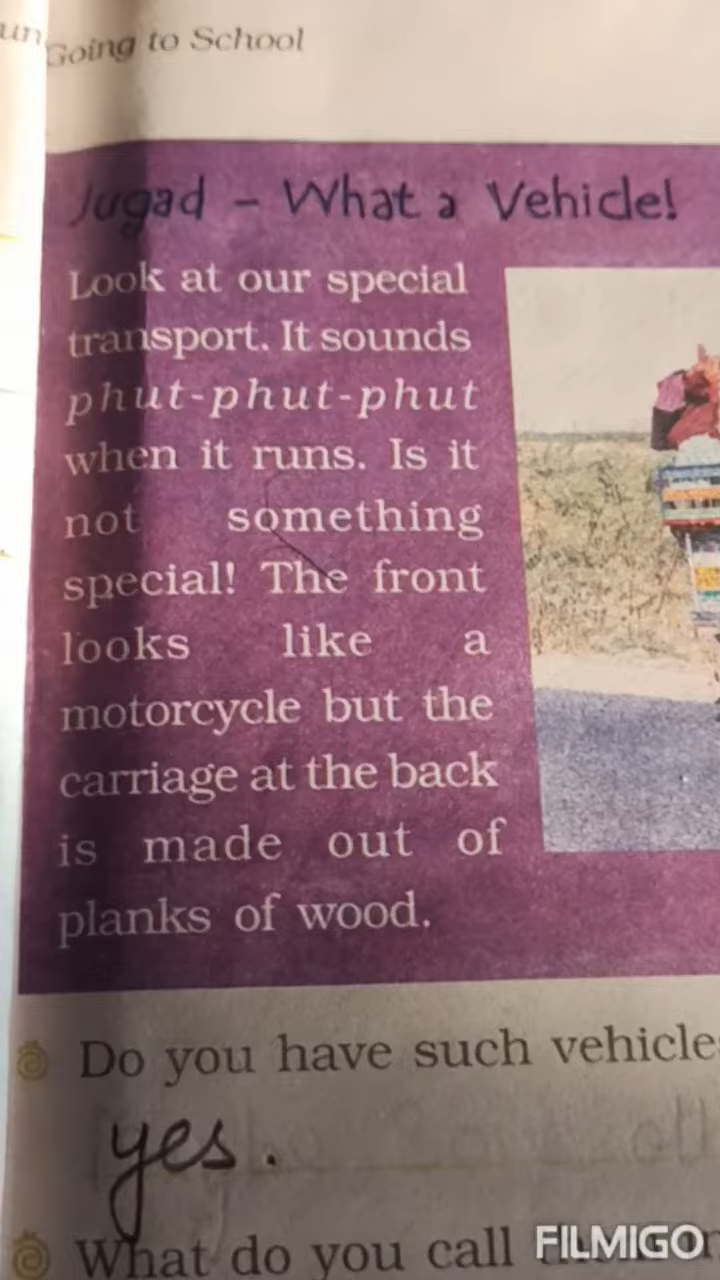 Going to School
Jugad - What a Vehicle!
Look at our special
transport. It sounds
phut-phut-phut
when it runs. Is it
not something
special! The front
looks like a
motorcycle but the
carriage at the back
is made out of
planks of wood.
Do you have such vehicle
yes.
What do you call
FILMIGO